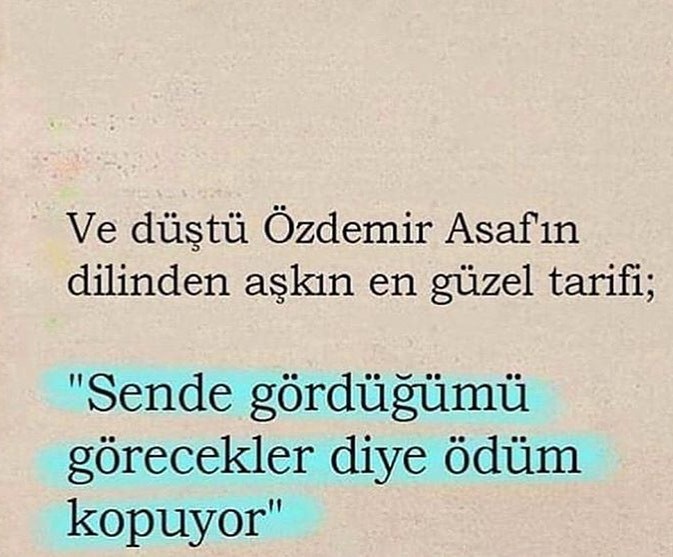 Ve düştü Özdemir Asaf'ın
dilinden aşkın en güzel tarifi;
"Sende gördüğümü
görecekler diye ödüm
kopuyor"